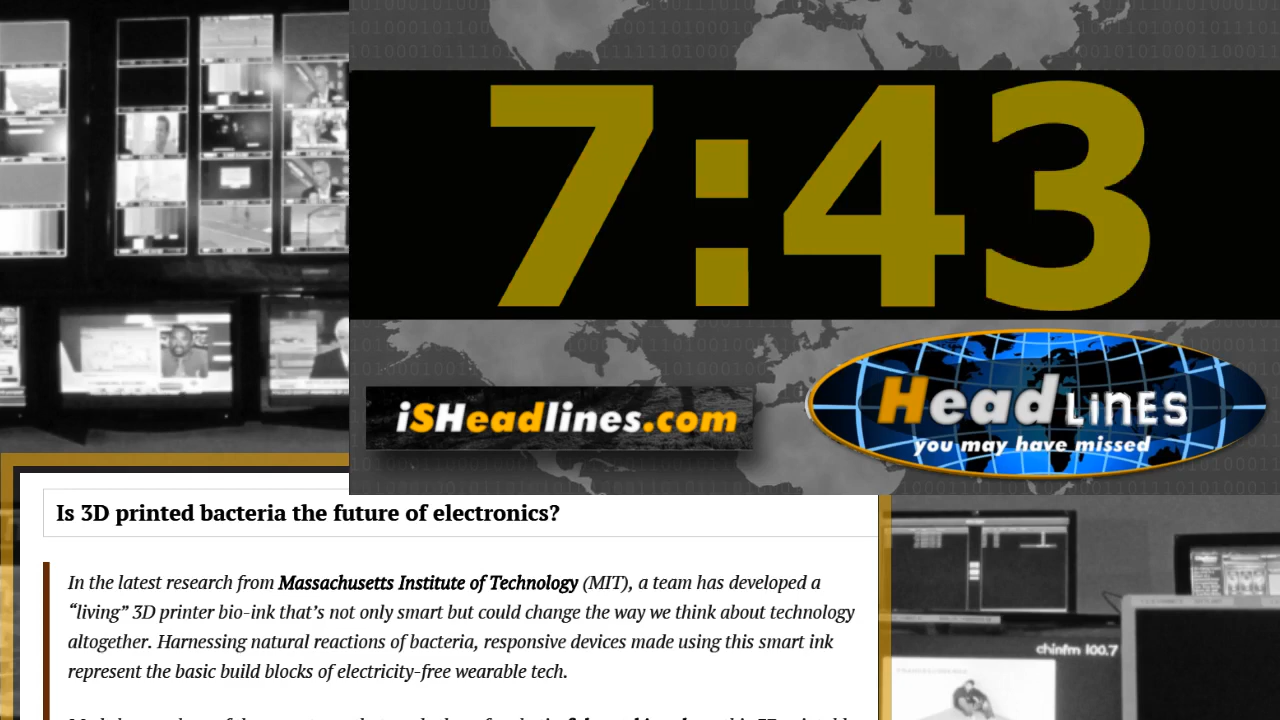 7:43
iSHeadlines.com
HeadLINES
you may have missed
Is 3D printed bacteria the future of electronics?
In the latest research from Massachusetts Institute of Technology (MIT), a team has developed a
“living” 3D printer bio-ink that’s not only smart but could change the way we think about technology
altogether. Harnessing natural reactions of bacteria, responsive devices made using this smart ink
represent the basic build blocks of electricity-free wearable tech.
chinfm 100.7